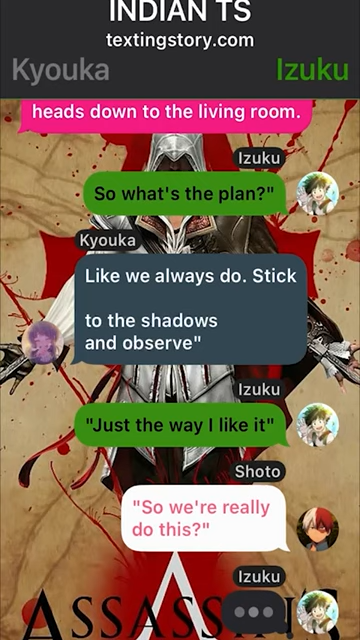 INDIAN TS
textingstory.com
Kyouka
Izuku
heads down to the living room.
Izuku
So what's the plan?"
Kyouka
Like we always do. Stick
to the shadows
and observe"
Izuku
"Just the way I like it"
Shoto
"So we're really
do this?"
Izuku
ASSASSIN'S